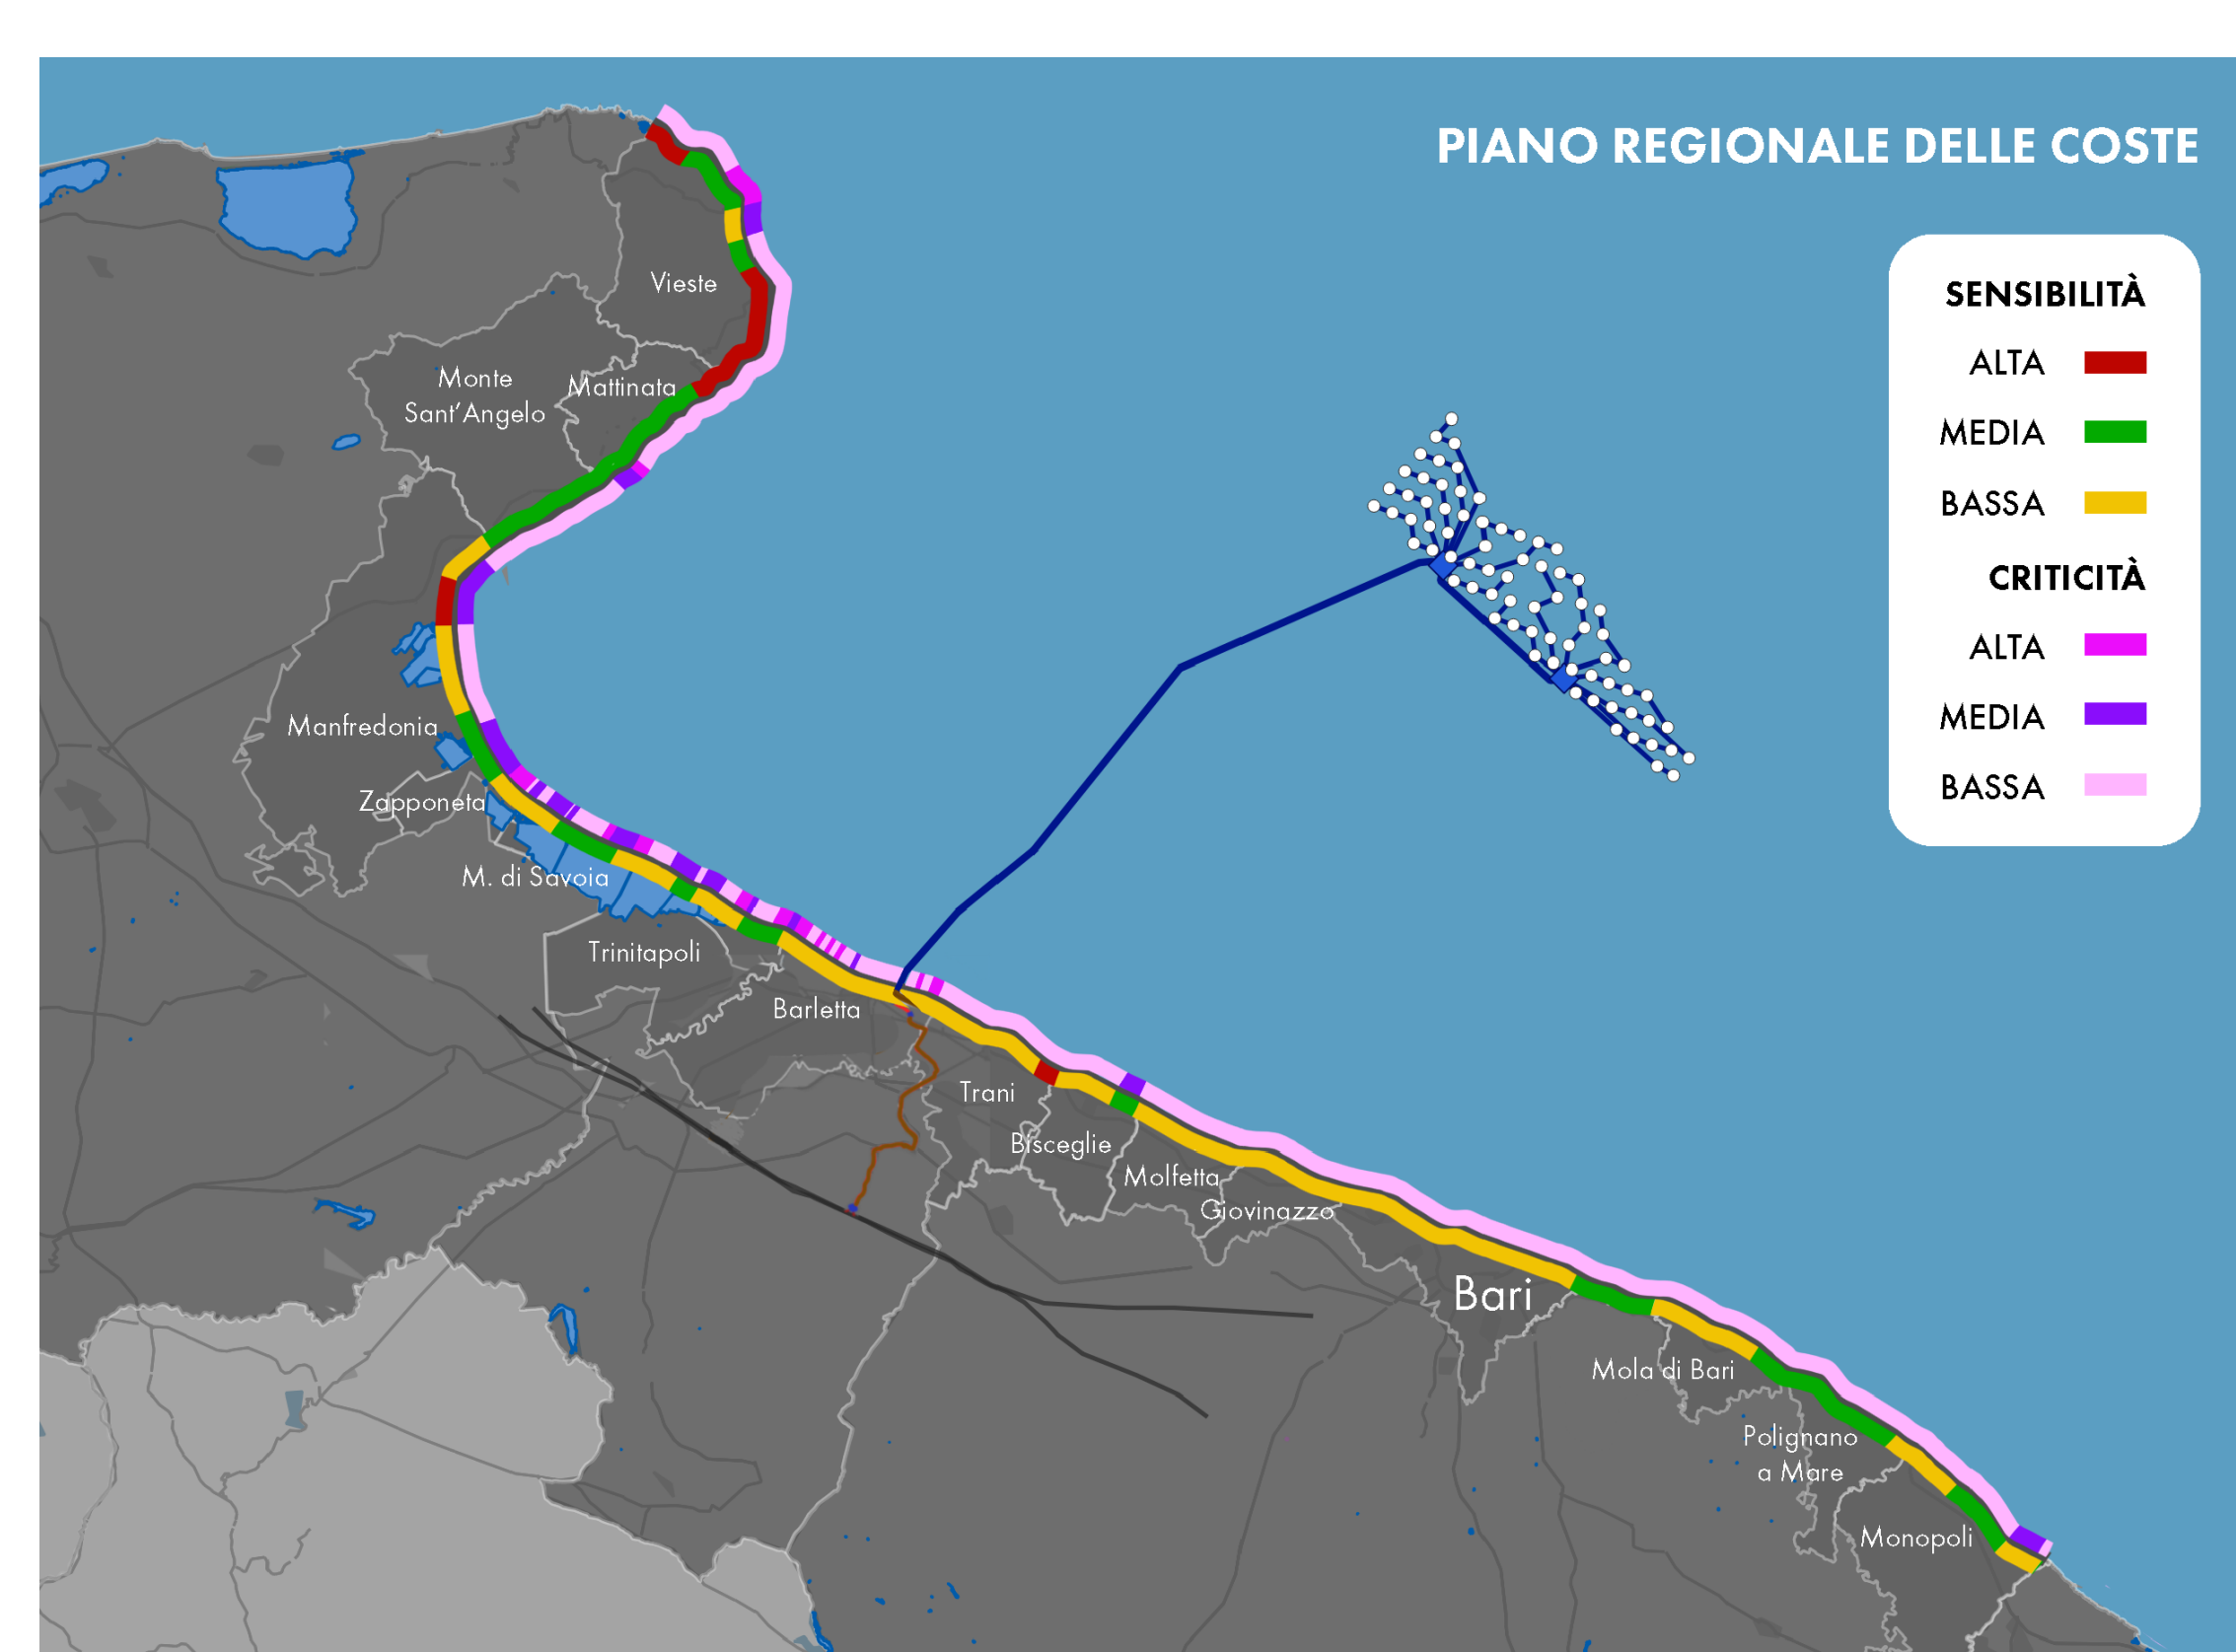 PIANO REGIONALE DELLE COSTE
SENSIBILITÀ
ALTA
MEDIA
BASSA
CRITICITÀ
ALTA
MEDIA
BASSA
Vieste
Monte
Sant'Angelo
Mattinata
Manfredonia
Zapponeta
M. di Savoia
Trinitapoli
Barletta
Trani
Bisceglie
Molfetta
Giovinazzo
Bari
Mola di Bari
Polignano
a Mare
Monopoli